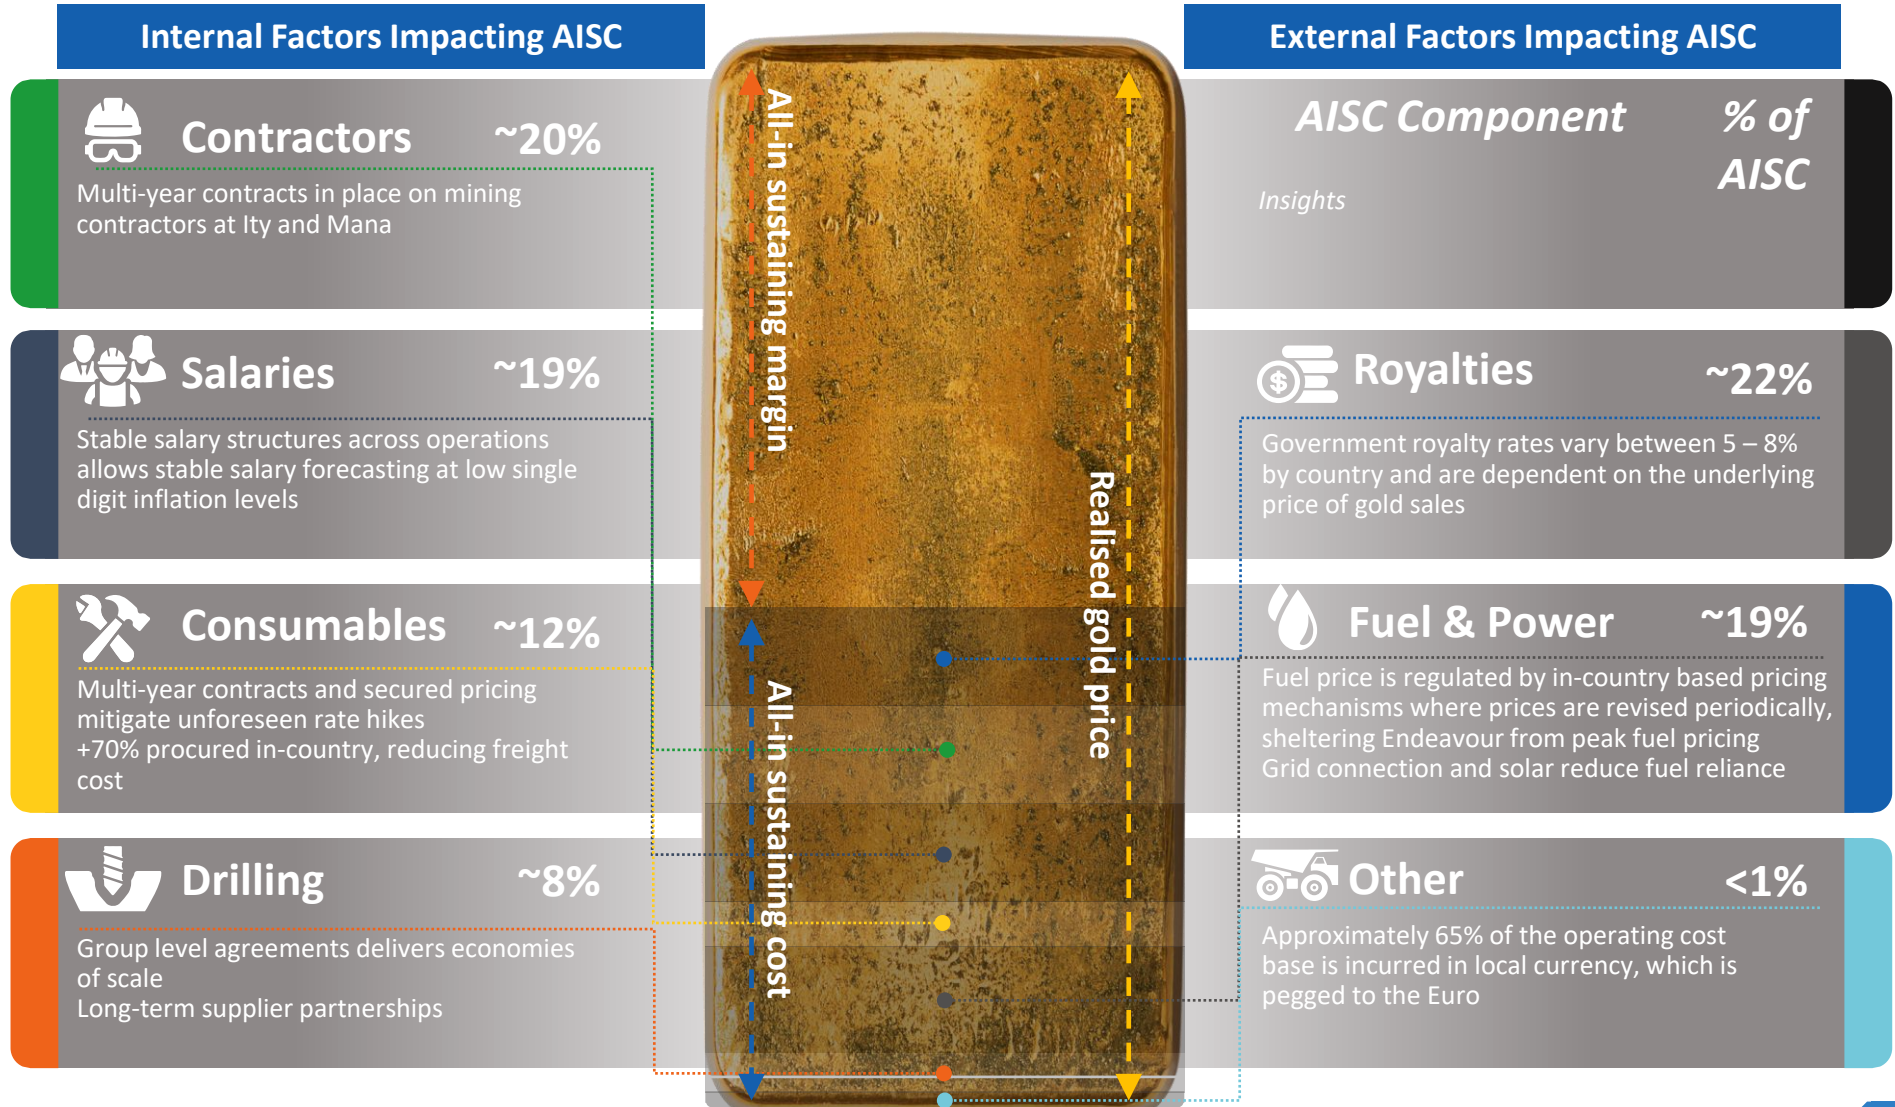 Internal Factors Impacting AISC
Contractors ~20%
Multi-year contracts in place on mining
contractors at Ity and Mana
Salaries ~19%
Stable salary structures across operations
allows stable salary forecasting at low single
digit inflation levels
Consumables ~12%
Multi-year contracts and secured pricing
mitigate unforeseen rate hikes
+70% procured in-country, reducing freight
cost
Drilling ~8%
Group level agreements delivers economies
of scale
Long-term supplier partnerships
All-in sustaining margin
All-in sustaining cost
Realised gold price
External Factors Impacting AISC
AISC Component % of
AISC
Insights
Royalties ~22%
Government royalty rates vary between 5 – 8%
by country and are dependent on the underlying
price of gold sales
Fuel & Power ~19%
Fuel price is regulated by in-country based pricing
mechanisms where prices are revised periodically,
sheltering Endeavour from peak fuel pricing
Grid connection and solar reduce fuel reliance
Other <1%
Approximately 65% of the operating cost
base is incurred in local currency, which is
pegged to the Euro